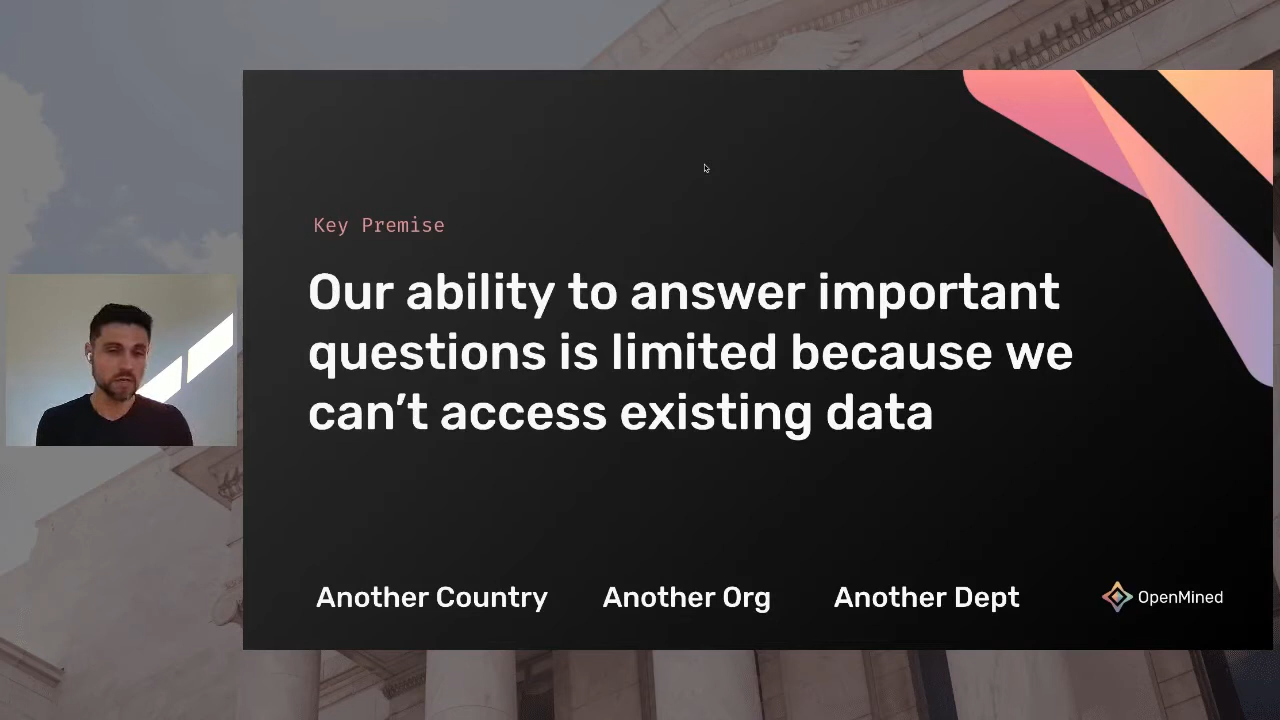 Key Premise
Our ability to answer important
questions is limited because we
can't access existing data
Another Country
Another Org
Another Dept
OpenMined